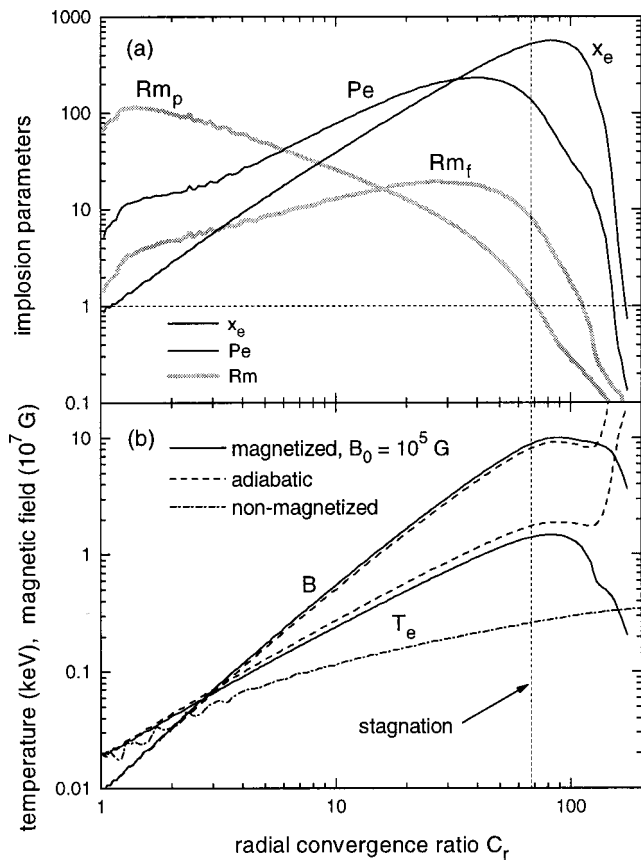 1000
(a)
x_e
Pe
Rm_p
100
Rm_f
10
implosion parameters
1
x_e
Pe
Rm
0.1
(b)
magnetized, B_0 = 10^5 G
10
adiabatic
non-magnetized
temperature (keV), magnetic field (10^7 G)
1
B
T_e
0.1
stagnation
0.01
1
10
100
radial convergence ratio C_r